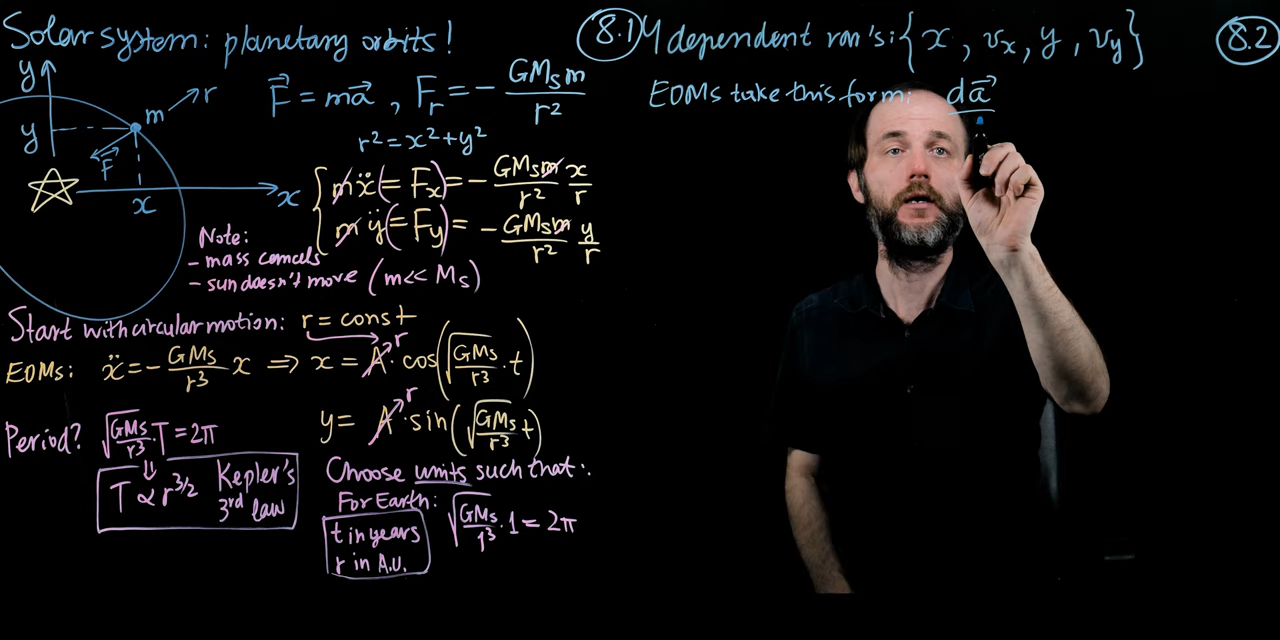 Solar system: planetary orbits!
y
m
r
y
F⃗
x
x
F⃗ = ma⃗ , F_r = - GM_S m / r²
r² = x² + y²
{ mẍ (= F_x) = - GM_S m / r² x / r
mÿ (= F_y) = - GM_S m / r² y / r
Note:
- mass cancels
- sun doesn't move (m << M_S)
Start with circular motion: r = const
EOMs: ẍ = - GM_S / r³ x ⇒ x = A r · cos(√(GM_S / r³) · t)
y = A r · sin(√(GM_S / r³) t)
Period? √(GM_S / r³) · T = 2π
⇓
T ∝ r^3/2 Kepler's
3rd law
Choose units such that:
For Earth: √(GM_S / 1³) · 1 = 2π
t in years
r in A.U.
8.1
4 dependent var's: { x , v_x , y , v_y }
8.2
EOMs take this form: da⃗